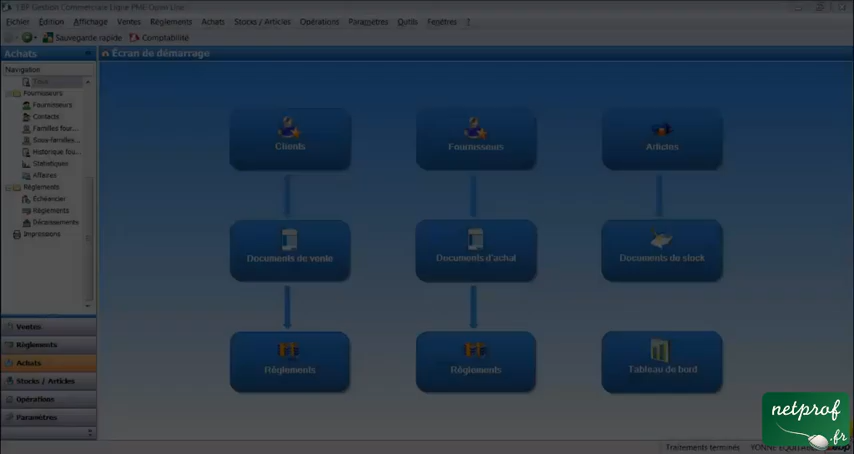 EBP Gestion Commerciale Ligne PME Open Line
Fichier Édition Affichage Ventes Règlements Achats Stocks / Articles Opérations Paramètres Outils Fenêtres ?
Sauvegarde rapide Comptabilité
Achats
Écran de démarrage
Navigation
Tous
Fournisseurs
Fournisseurs
Contacts
Familles four...
Sous-familles...
Historique fou...
Statistiques
Affaires
Règlements
Échéancier
Règlements
Décaissements
Impressions
Clients
Fournisseurs
Articles
Documents de vente
Documents d'achat
Documents de stock
Règlements
Règlements
Tableau de bord
Ventes
Règlements
Achats
Stocks / Articles
Opérations
Paramètres
Traitements terminés
netprof
.fr